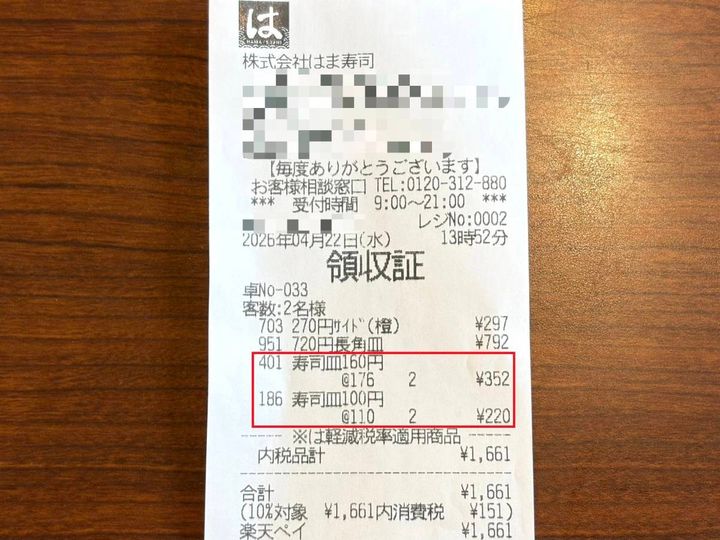 は
HAMA-SUSHI
株式会社はま寿司
【毎度ありがとうございます】
お客様相談窓口 TEL:0120-312-880
*** 受付時間 9:00～21:00 ***
レジNo:0002
2026年04月22日(水) 13時52分
領収証
卓No-033
客数:2名様
703 270円ｻｲﾄﾞ(橙) ¥297
951 720円長角皿 ¥792
401 寿司皿160円
@176 2 ¥352
186 寿司皿100円
@110 2 ¥220
※は軽減税率適用商品
内税品計 ¥1,661
合計 ¥1,661
(10%対象 ¥1,661内消費税 ¥151)
楽天ペイ ¥1,661